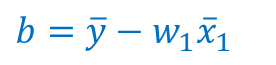 b = ȳ − w₁x̄₁